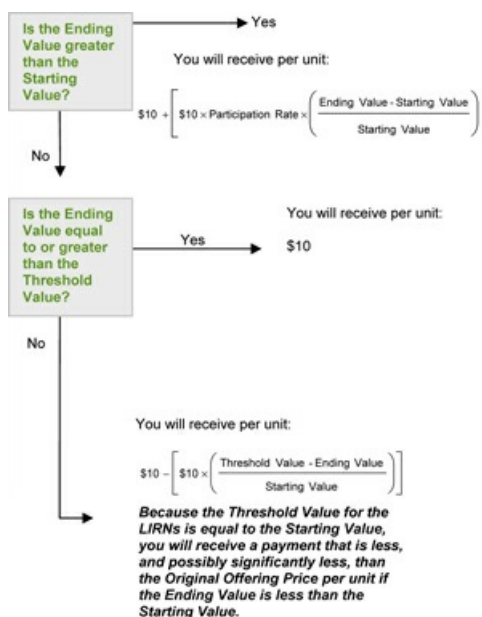 Is the Ending
Value greater
than the
Starting
Value?
Yes
You will receive per unit:
$10 + [ $10 × Participation Rate × ( Ending Value - Starting Value
Starting Value ) ]
No
Is the Ending
Value equal
to or greater
than the
Threshold
Value?
Yes
You will receive per unit:
$10
No
You will receive per unit:
$10 − [ $10 × ( Threshold Value - Ending Value
Starting Value ) ]
Because the Threshold Value for the
LIRNs is equal to the Starting Value,
you will receive a payment that is less,
and possibly significantly less, than
the Original Offering Price per unit if
the Ending Value is less than the
Starting Value.